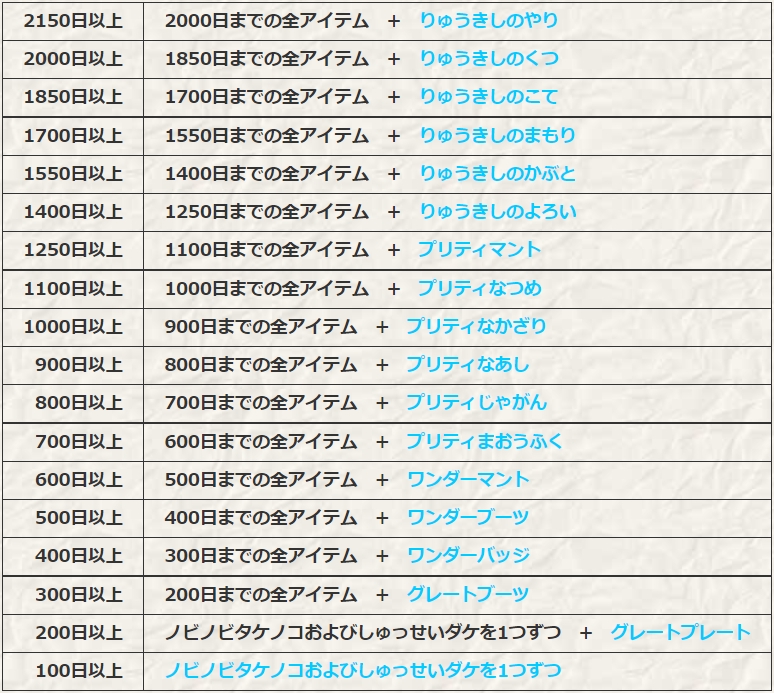 2150日以上 2000日までの全アイテム + りゅうきしのやり
2000日以上 1850日までの全アイテム + りゅうきしのくつ
1850日以上 1700日までの全アイテム + りゅうきしのこて
1700日以上 1550日までの全アイテム + りゅうきしのまもり
1550日以上 1400日までの全アイテム + りゅうきしのかぶと
1400日以上 1250日までの全アイテム + りゅうきしのよろい
1250日以上 1100日までの全アイテム + プリティマント
1100日以上 1000日までの全アイテム + プリティなつめ
1000日以上 900日までの全アイテム + プリティなかざり
900日以上 800日までの全アイテム + プリティなあし
800日以上 700日までの全アイテム + プリティじゃがん
700日以上 600日までの全アイテム + プリティまおうふく
600日以上 500日までの全アイテム + ワンダーマント
500日以上 400日までの全アイテム + ワンダーブーツ
400日以上 300日までの全アイテム + ワンダーバッジ
300日以上 200日までの全アイテム + グレートブーツ
200日以上 ノビノビタケノコおよびしゅっせいダケを1つずつ + グレートプレート
100日以上 ノビノビタケノコおよびしゅっせいダケを1つずつ